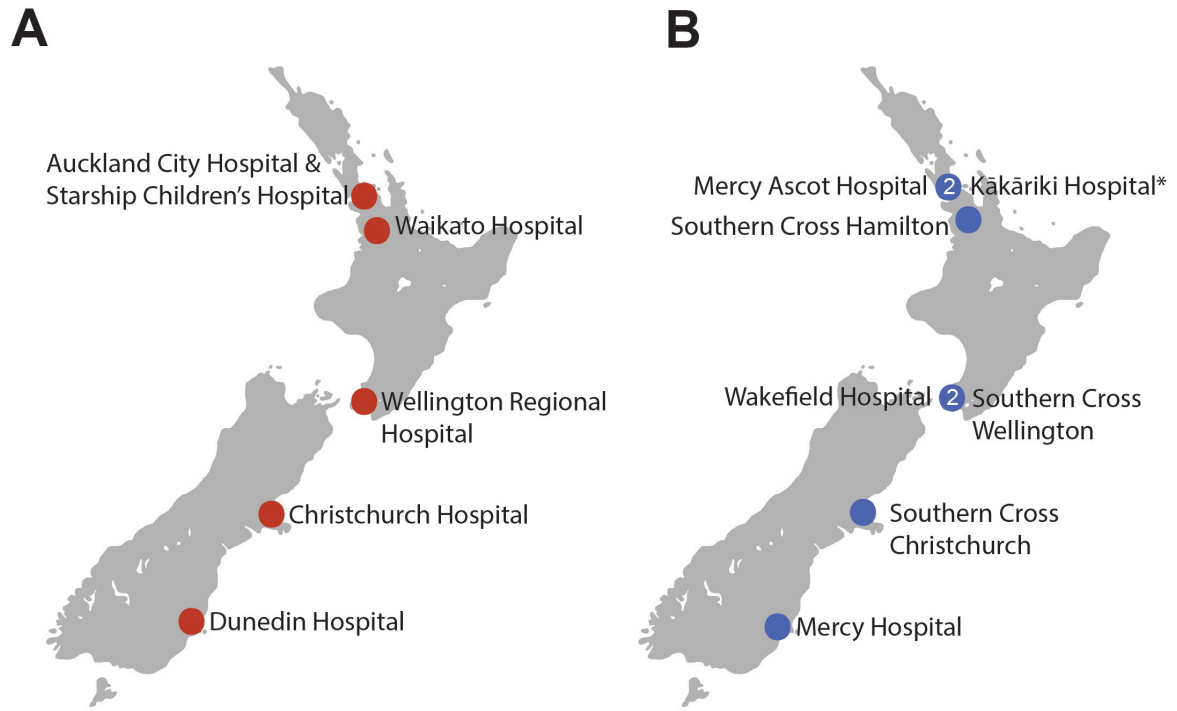 A
Auckland City Hospital &
Starship Children’s Hospital
Waikato Hospital
Wellington Regional
Hospital
Christchurch Hospital
Dunedin Hospital
B
Mercy Ascot Hospital
2
Kākāriki Hospital*
Southern Cross Hamilton
Wakefield Hospital
2
Southern Cross
Wellington
Southern Cross
Christchurch
Mercy Hospital